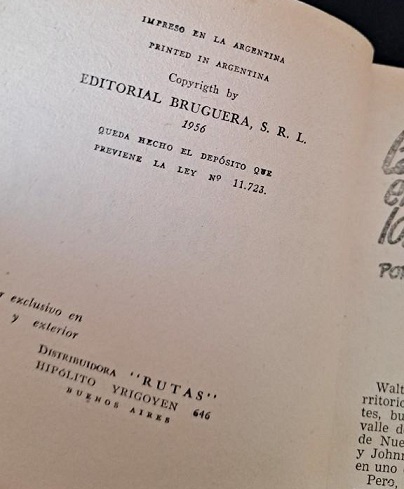 IMPRESO EN LA ARGENTINA
PRINTED IN ARGENTINA
Copyrigth by
EDITORIAL BRUGUERA, S. R. L.
1956
QUEDA HECHO EL DEPÓSITO QUE
PREVIENE LA LEY Nº 11.723.
exclusivo en
y exterior
DISTRIBUIDORA "RUTAS"
HIPÓLITO YRIGOYEN 646
BUENOS AIRES
Walt
rritorio
tes, bu
valle d
de Nue
y John
en uno
Pero,